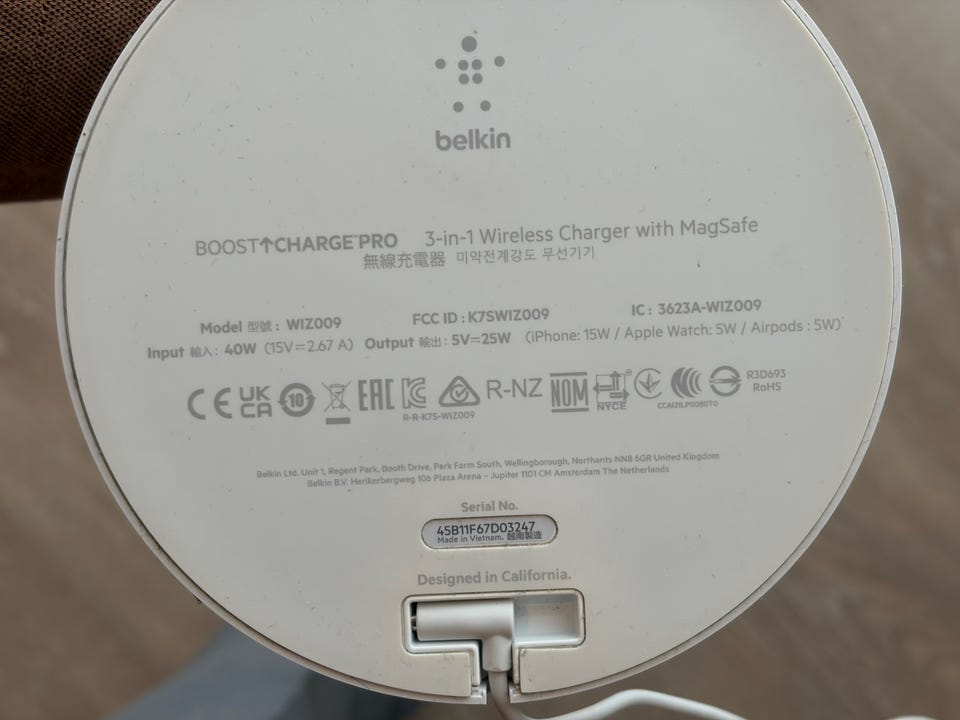 belkin
BOOST↑CHARGE™PRO 3-in-1 Wireless Charger with MagSafe
無線充電器 미약전계강도 무선기기
Model 型號 : WIZ009 FCC ID : K7SWIZ009 IC : 3623A-WIZ009
Input 輸入 : 40W (15V⎓2.67 A) Output 輸出 : 5V⎓25W (iPhone: 15W / Apple Watch: 5W / Airpods : 5W)
CE UK CA 10 EAC KC R-NZ NOM NYCE R3D693
R-R-K7S-WIZ009 CCAI21LP0080T0 RoHS
Belkin Ltd. Unit 1, Regent Park, Booth Drive, Park Farm South, Wellingborough, Northants NN8 6GR United Kingdom
Belkin B.V. Herikerbergweg 106 Plaza Arena – Jupiter 1101 CM Amsterdam The Netherlands
Serial No.
45B11F67D03247
Made in Vietnam. 越南製造
Designed in California.